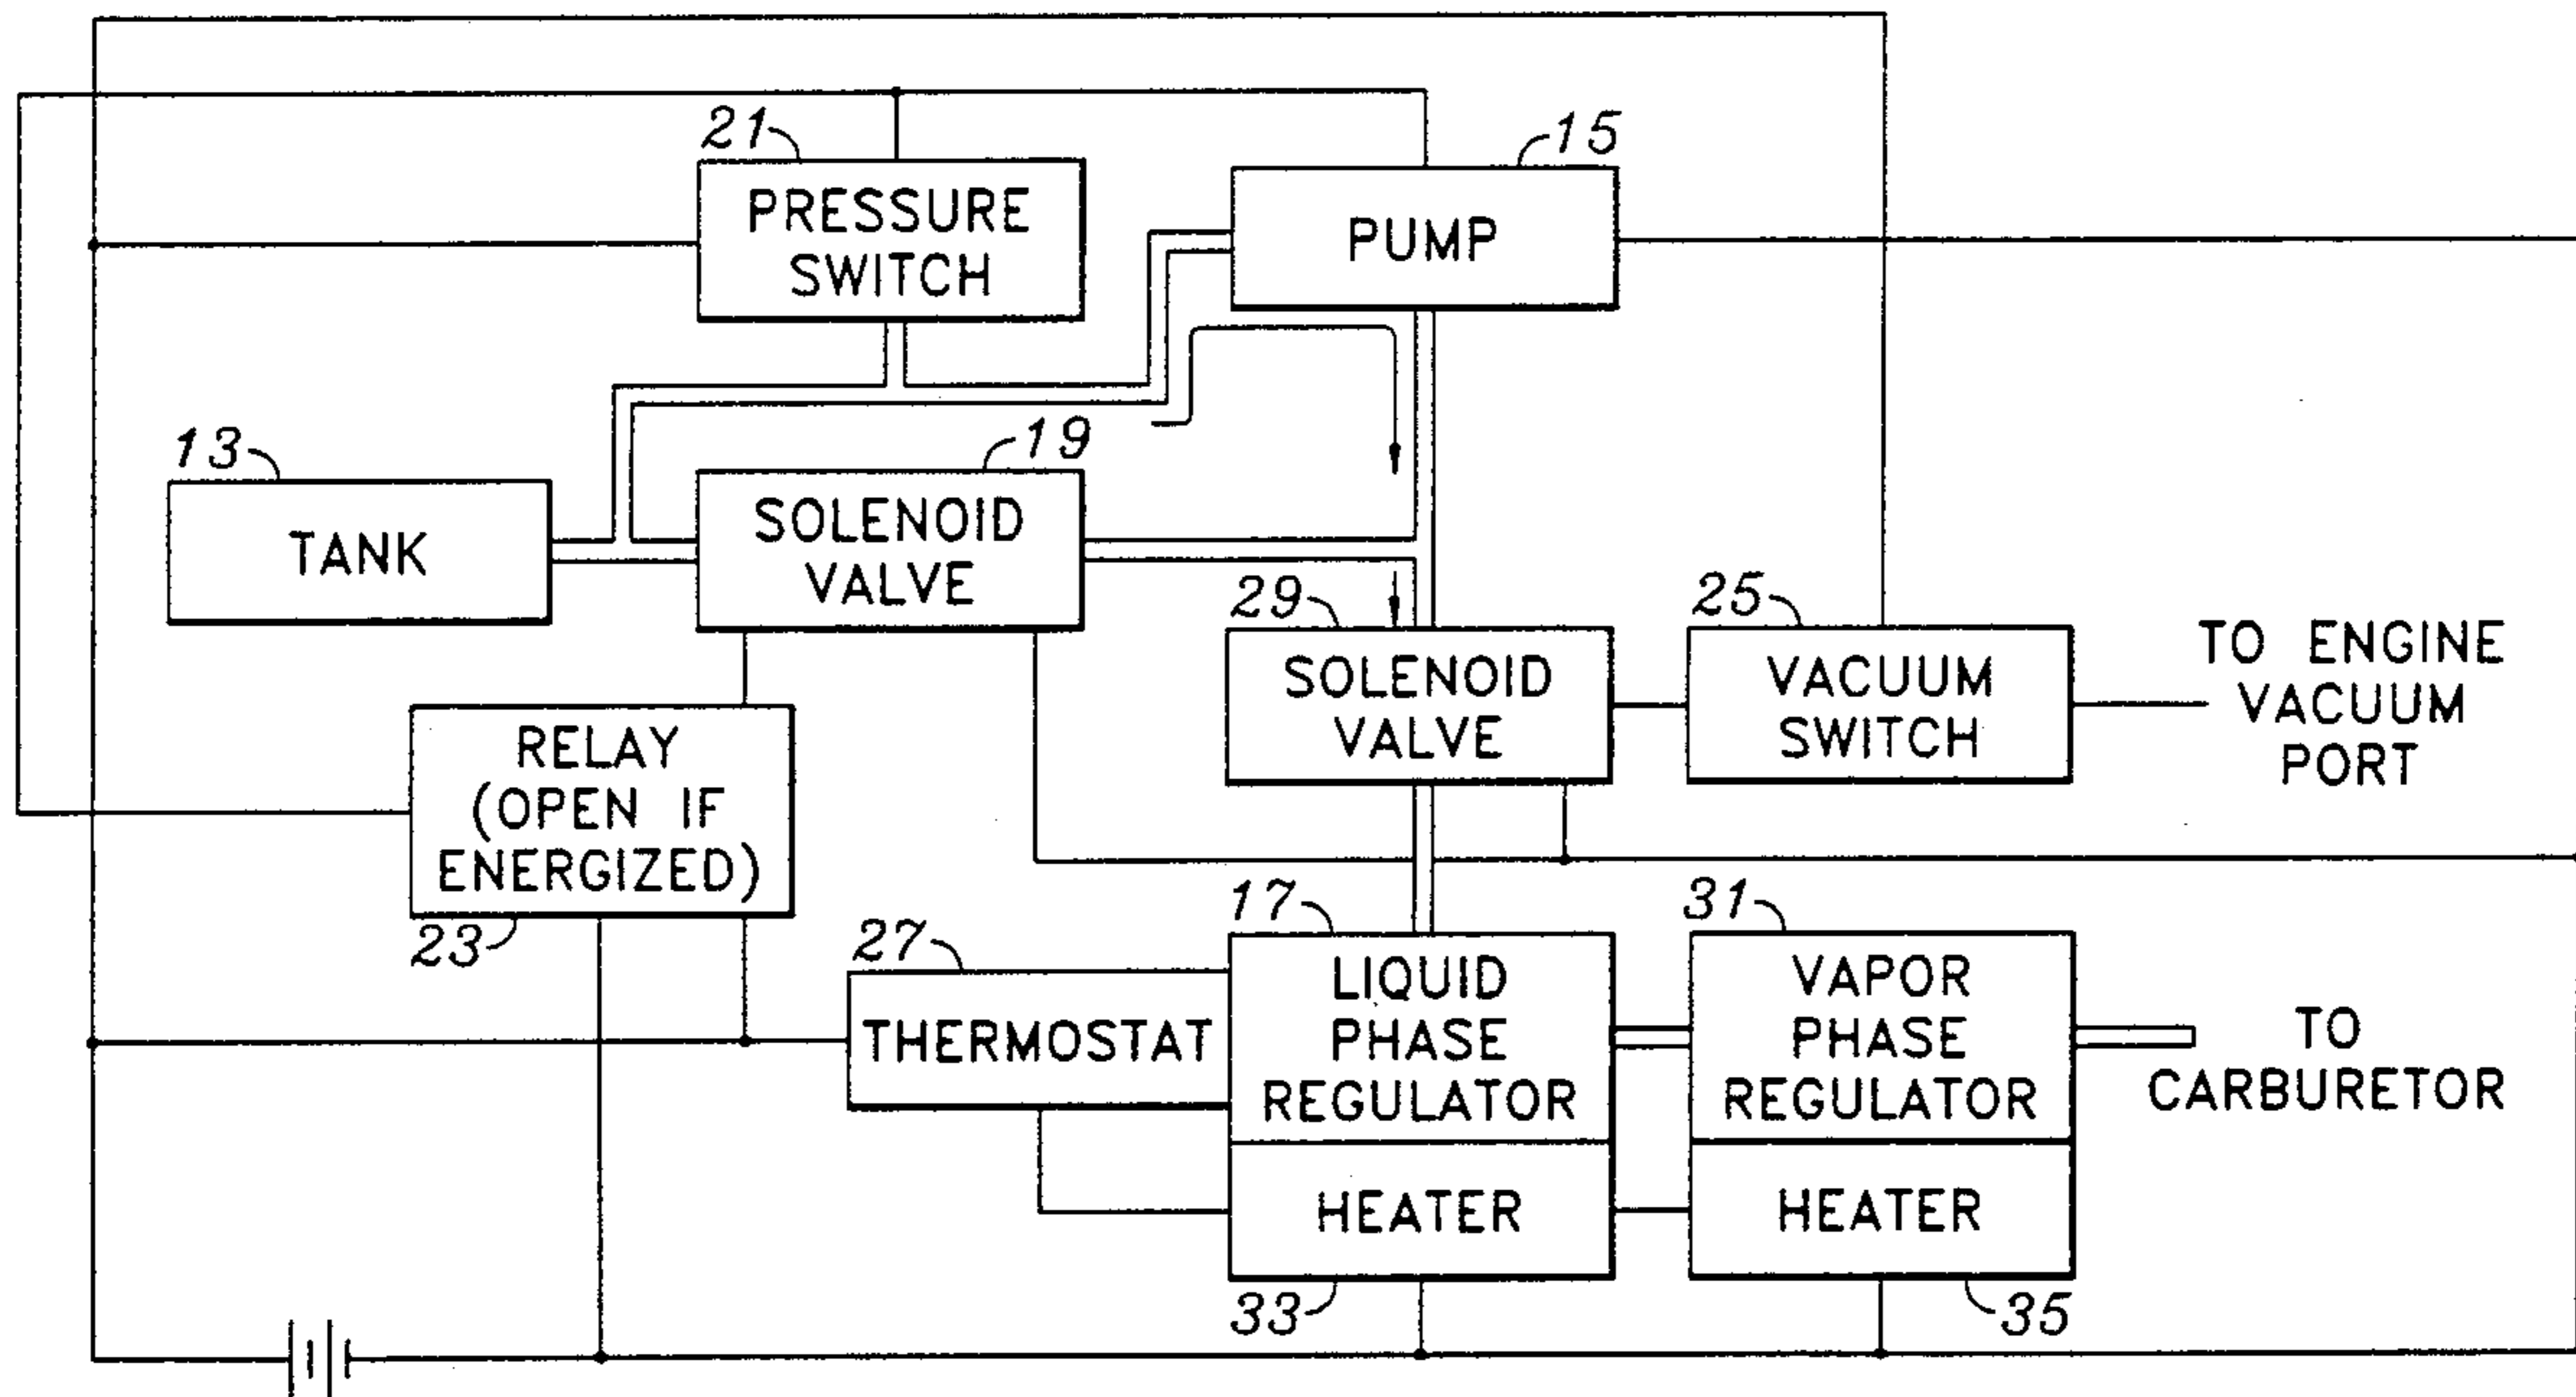 21
PRESSURE
SWITCH
15
PUMP
13
TANK
19
SOLENOID
VALVE
29
SOLENOID
VALVE
25
VACUUM
SWITCH
TO ENGINE
VACUUM
PORT
RELAY
(OPEN IF
ENERGIZED)
23
27
THERMOSTAT
17
LIQUID
PHASE
REGULATOR
HEATER
33
31
VAPOR
PHASE
REGULATOR
HEATER
35
TO
CARBURETOR